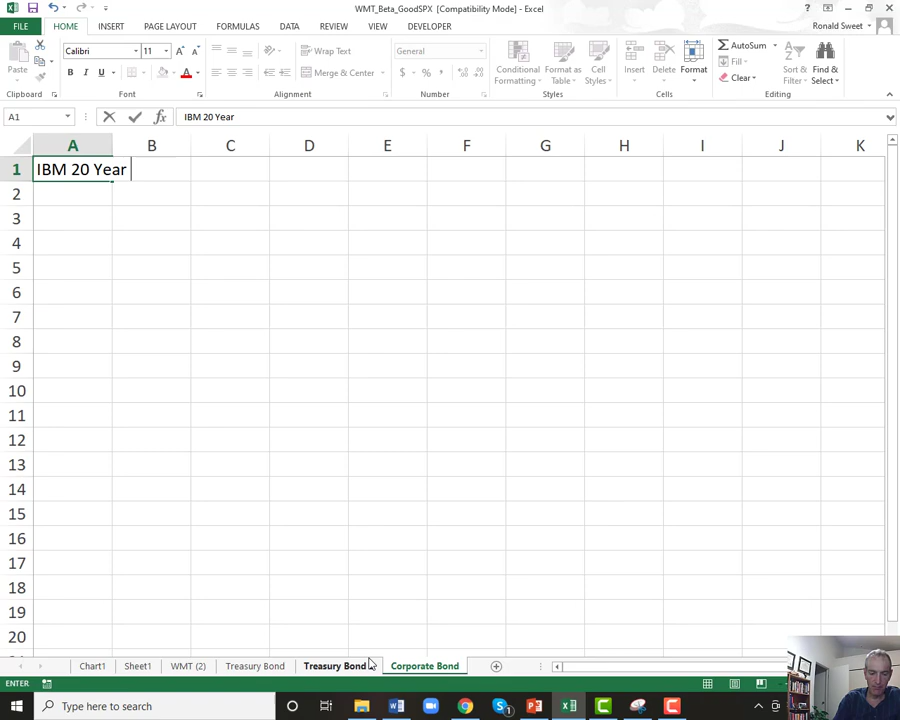 WMT_Beta_GoodSPX [Compatibility Mode] - Excel
FILE HOME INSERT PAGE LAYOUT FORMULAS DATA REVIEW VIEW DEVELOPER Ronald Sweet
Calibri 11 Wrap Text General AutoSum
Paste Fill
B I U Merge & Center $ % Conditional Formatting Format as Table Cell Styles Insert Delete Format Clear Sort & Filter Find & Select
Clipboard Font Alignment Number Styles Cells Editing
A1 IBM 20 Year
A B C D E F G H I J K
1 IBM 20 Year
2
3
4
5
6
7
8
9
10
11
12
13
14
15
16
17
18
19
20
Chart1 Sheet1 WMT (2) Treasury Bond Treasury Bond Corporate Bond
ENTER
Type here to search